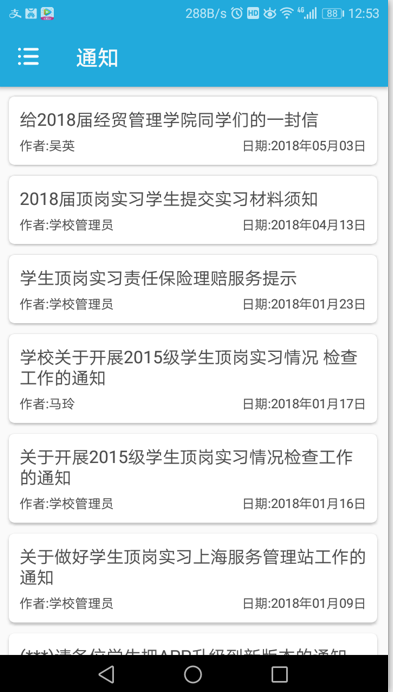 288B/s HD 4G 88 12:53
通知
给2018届经贸管理学院同学们的一封信
作者:吴英 日期:2018年05月03日
2018届顶岗实习学生提交实习材料须知
作者:学校管理员 日期:2018年04月13日
学生顶岗实习责任保险理赔服务提示
作者:学校管理员 日期:2018年01月23日
学校关于开展2015级学生顶岗实习情况 检查
工作的通知
作者:马玲 日期:2018年01月17日
关于开展2015级学生顶岗实习情况检查工作
的通知
作者:学校管理员 日期:2018年01月16日
关于做好学生顶岗实习上海服务管理站工作的
通知
作者:学校管理员 日期:2018年01月09日
(***)请各位学生把APP升级到新版本的通知